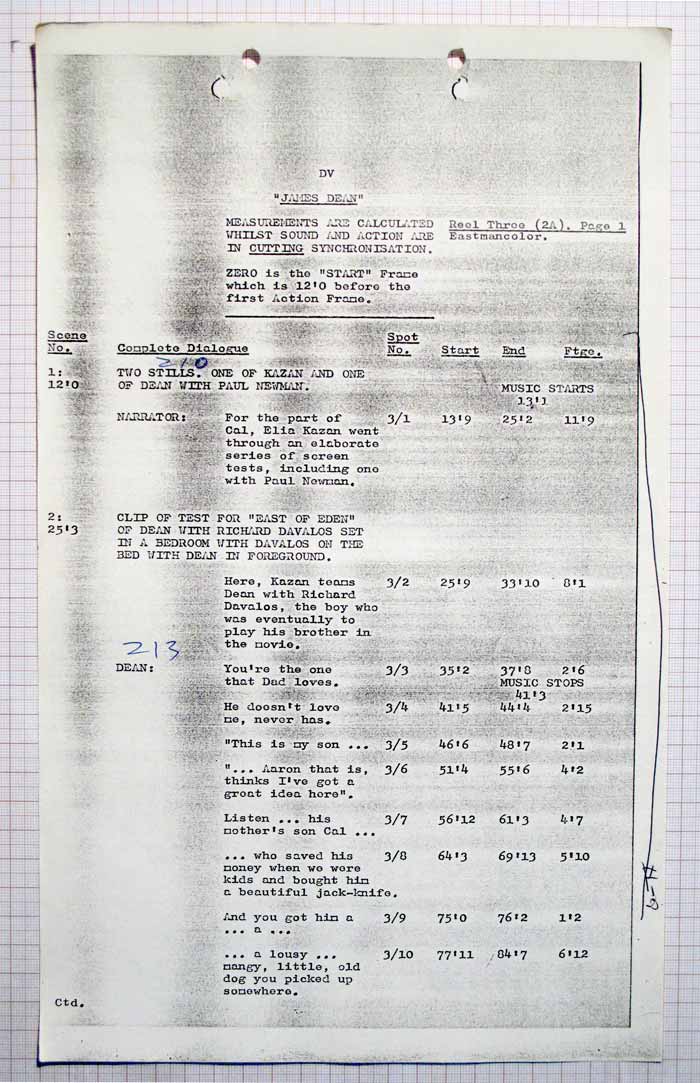 DV
"JAMES DEAN"
MEASUREMENTS ARE CALCULATED
WHILST SOUND AND ACTION ARE
IN CUTTING SYNCHRONISATION.
Reel Three (2A). Page 1
Eastmancolor.
ZERO is the "START" Frame
which is 12'0 before the
first Action Frame.
Scene No. Complete Dialogue Spot No. Start End Ftge.
210
1: TWO STILLS. ONE OF KAZAN AND ONE
12'0 OF DEAN WITH PAUL NEWMAN. MUSIC STARTS
13'1
NARRATOR: For the part of 3/1 13'9 25'2 11'9
Cal, Elia Kazan went
through an elaborate
series of screen
tests, including one
with Paul Newman.
2: CLIP OF TEST FOR "EAST OF EDEN"
25'3 OF DEAN WITH RICHARD DAVALOS SET
IN A BEDROOM WITH DAVALOS ON THE
BED WITH DEAN IN FOREGROUND.
Here, Kazan teams 3/2 25'9 33'10 8'1
Dean with Richard
Davalos, the boy who
was eventually to
play his brother in
the movie.
213
DEAN: You're the one 3/3 35'2 37'8 2'6
that Dad loves. MUSIC STOPS
41'3
He doesn't love 3/4 41'5 44'4 2'15
me, never has.
"This is my son ... 3/5 46'6 48'7 2'1
"... Aaron that is, 3/6 51'4 55'6 4'2
thinks I've got a
great idea here".
Listen ... his 3/7 56'12 61'3 4'7
mother's son Cal ...
... who saved his 3/8 64'3 69'13 5'10
money when we were
kids and bought him
a beautiful jack-knife.
And you got him a 3/9 75'0 76'2 1'2
... a ...
... a lousy ... 3/10 77'11 84'7 6'12
mangy, little, old
dog you picked up
somewhere.
Ctd.